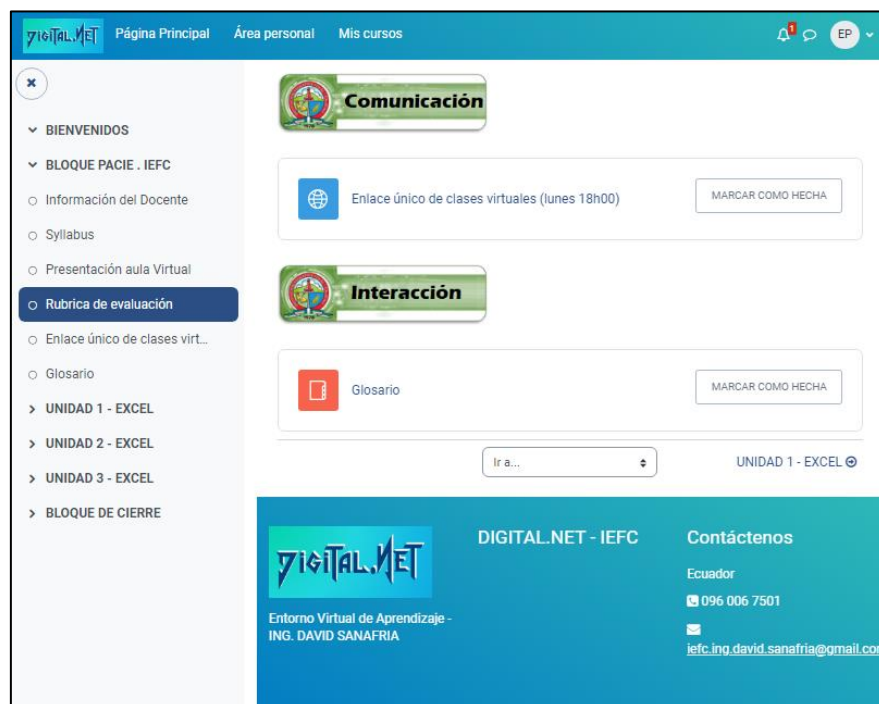 DIGITAL.NET Página Principal Área personal Mis cursos 1 EP
BIENVENIDOS
BLOQUE PACIE . IEFC
Información del Docente
Syllabus
Presentación aula Virtual
Rubrica de evaluación
Enlace único de clases virt...
Glosario
UNIDAD 1 - EXCEL
UNIDAD 2 - EXCEL
UNIDAD 3 - EXCEL
BLOQUE DE CIERRE
Comunicación
Enlace único de clases virtuales (lunes 18h00)
MARCAR COMO HECHA
Interacción
Glosario
MARCAR COMO HECHA
Ir a...
UNIDAD 1 - EXCEL
DIGITAL.NET
Entorno Virtual de Aprendizaje -
ING. DAVID SANAFRIA
DIGITAL.NET - IEFC
Contáctenos
Ecuador
096 006 7501
iefc.ing.david.sanafria@gmail.con